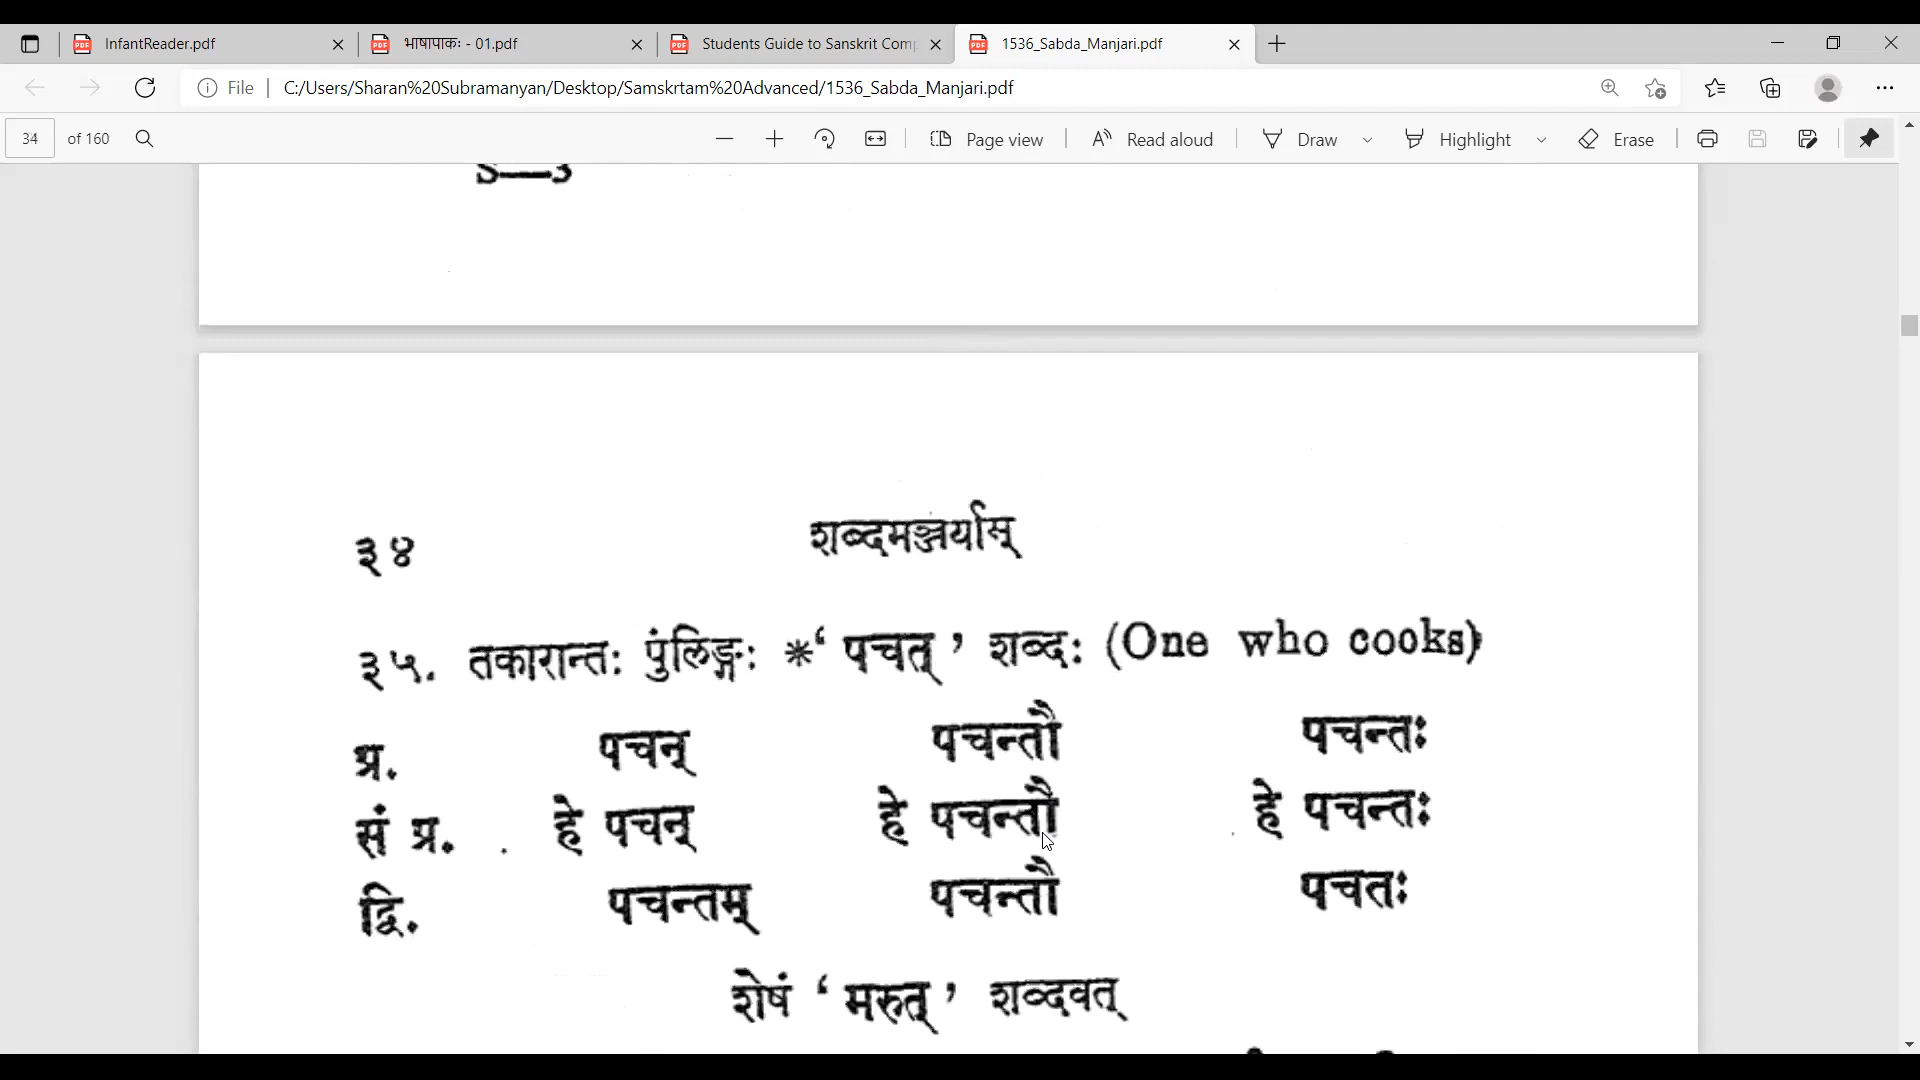 InfantReader.pdf
भाषापाकः - 01.pdf
Students Guide to Sanskrit Com
1536_Sabda_Manjari.pdf
File C:/Users/Sharan%20Subramanyan/Desktop/Samskrtam%20Advanced/1536_Sabda_Manjari.pdf
34 of 160 Page view Read aloud Draw Highlight Erase
S—3
३४ शब्दमञ्जर्याम्
३५. तकारान्तः पुंलिङ्गः *‘ पचत् ’ शब्दः (One who cooks)
प्र. पचन् पचन्तौ पचन्तः
सं प्र. हे पचन् हे पचन्तौ हे पचन्तः
द्वि. पचन्तम् पचन्तौ पचतः
शेषं ‘ मरुत् ’ शब्दवत्